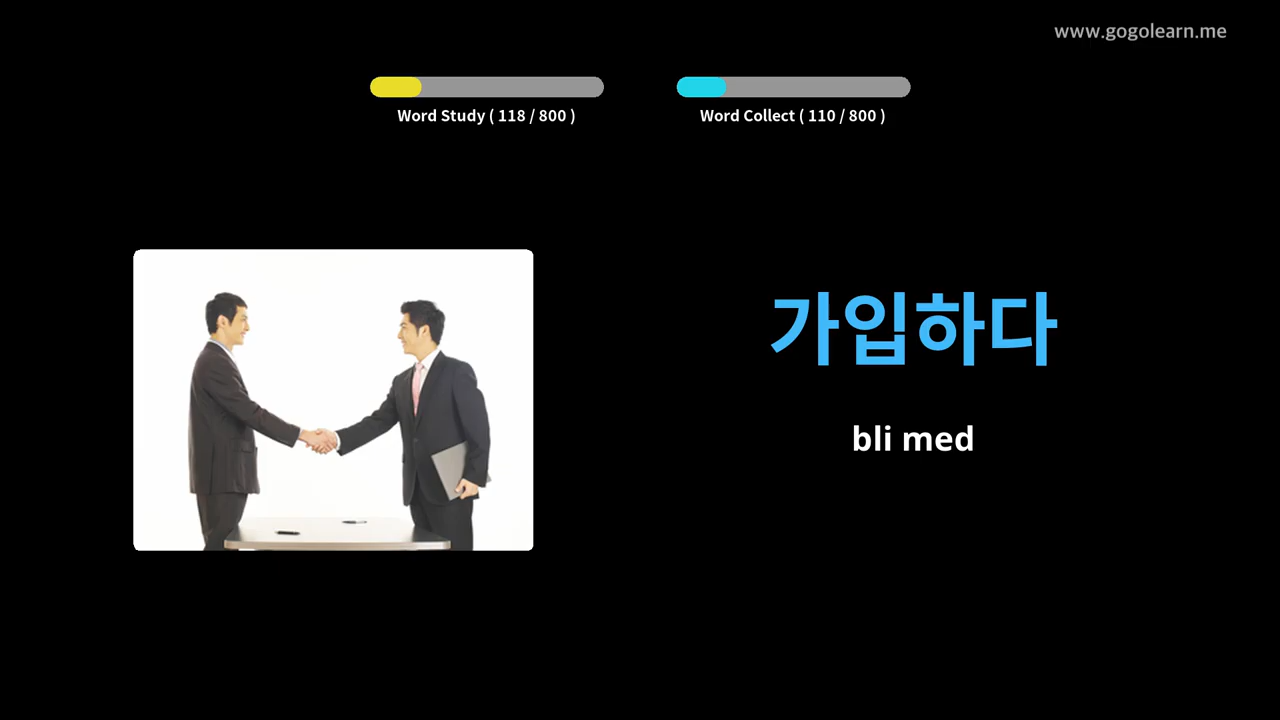 www.gogolearn.me
Word Study ( 118 / 800 )
Word Collect ( 110 / 800 )
가입하다
bli med